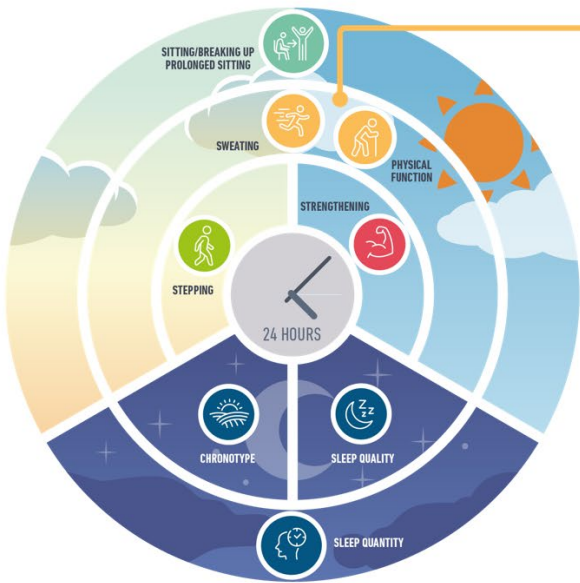 SITTING/BREAKING UP
PROLONGED SITTING
SWEATING
PHYSICAL
FUNCTION
STRENGTHENING
STEPPING
24 HOURS
CHRONOTYPE
SLEEP QUALITY
SLEEP QUANTITY